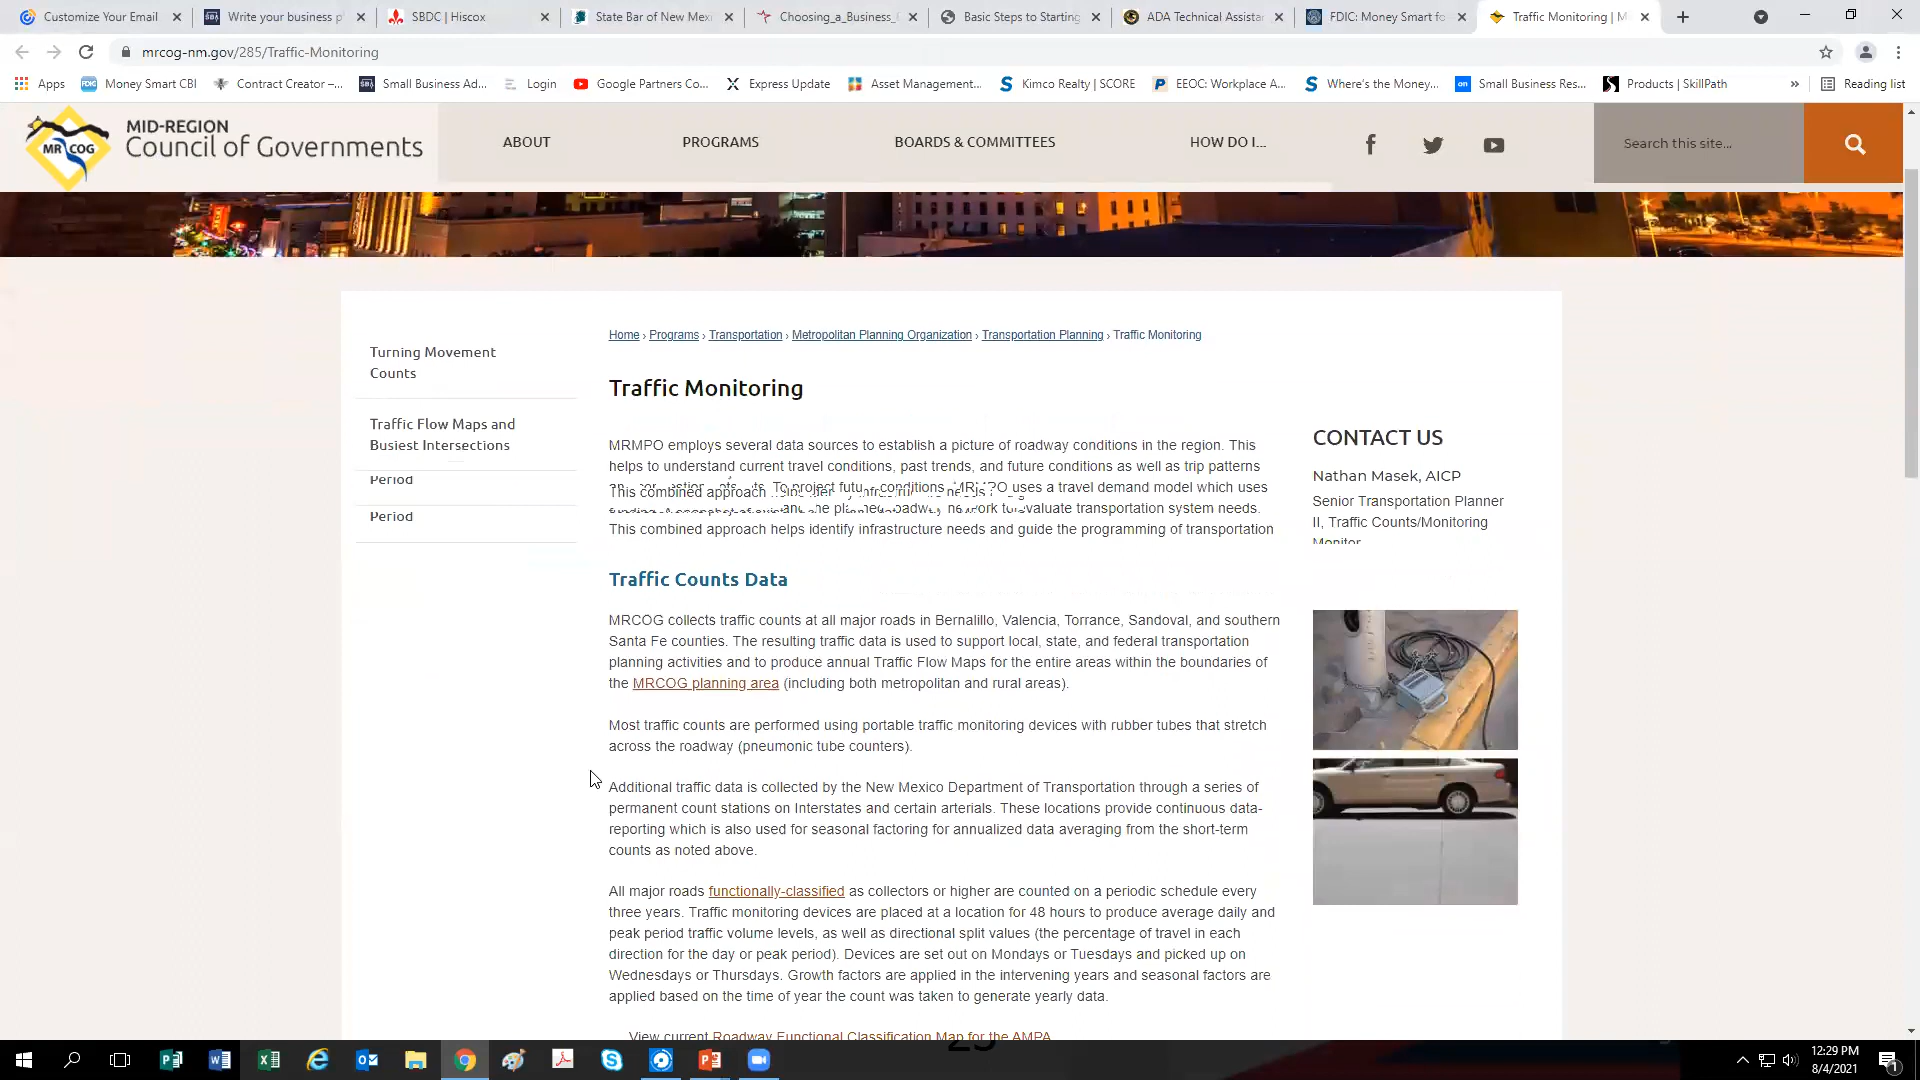 Customize Your Email
Write your business p
SBDC | Hiscox
State Bar of New Mexi
Choosing_a_Business_
Basic Steps to Starting
ADA Technical Assistan
FDIC: Money Smart fo
Traffic Monitoring | M
mrcog-nm.gov/285/Traffic-Monitoring
Apps
Money Smart CBI
Contract Creator –...
Small Business Ad...
Login
Google Partners Co...
Express Update
Asset Management...
Kimco Realty | SCORE
EEOC: Workplace A...
Where's the Money...
Small Business Res...
Products | SkillPath
»
Reading list
MR COG
MID-REGION
Council of Governments
ABOUT
PROGRAMS
BOARDS & COMMITTEES
HOW DO I...
Search this site...
Home › Programs › Transportation › Metropolitan Planning Organization › Transportation Planning › Traffic Monitoring
Turning Movement
Counts
Traffic Flow Maps and
Busiest Intersections
Period
Period
Traffic Monitoring
MRMPO employs several data sources to establish a picture of roadway conditions in the region. This
helps to understand current travel conditions, past trends, and future conditions as well as trip patterns
To project conditions, MRMPO uses a travel demand model which uses
This combined approach
to evaluate transportation system needs.
This combined approach helps identify infrastructure needs and guide the programming of transportation
Traffic Counts Data
MRCOG collects traffic counts at all major roads in Bernalillo, Valencia, Torrance, Sandoval, and southern
Santa Fe counties. The resulting traffic data is used to support local, state, and federal transportation
planning activities and to produce annual Traffic Flow Maps for the entire areas within the boundaries of
the MRCOG planning area (including both metropolitan and rural areas).
Most traffic counts are performed using portable traffic monitoring devices with rubber tubes that stretch
across the roadway (pneumonic tube counters).
Additional traffic data is collected by the New Mexico Department of Transportation through a series of
permanent count stations on Interstates and certain arterials. These locations provide continuous data-
reporting which is also used for seasonal factoring for annualized data averaging from the short-term
counts as noted above.
All major roads functionally-classified as collectors or higher are counted on a periodic schedule every
three years. Traffic monitoring devices are placed at a location for 48 hours to produce average daily and
peak period traffic volume levels, as well as directional split values (the percentage of travel in each
direction for the day or peak period). Devices are set out on Mondays or Tuesdays and picked up on
Wednesdays or Thursdays. Growth factors are applied in the intervening years and seasonal factors are
applied based on the time of year the count was taken to generate yearly data.
View current Roadway Functional Classification Map for the AMPA
CONTACT US
Nathan Masek, AICP
Senior Transportation Planner
II, Traffic Counts/Monitoring
Monitor
12:29 PM
8/4/2021
1